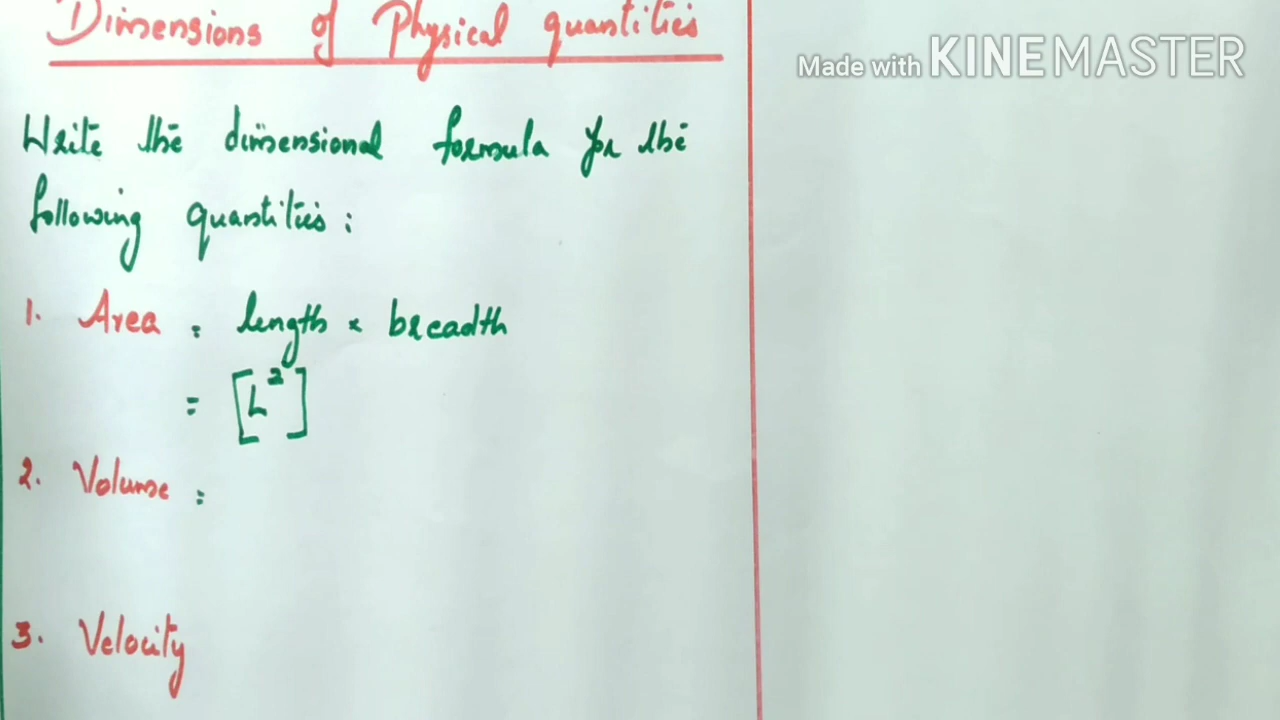 Dimensions of Physical quantities
Made with KINEMASTER
Write the dimensional formula for the
following quantities :
1. Area = length × breadth
= [L²]
2. Volume =
3. Velocity